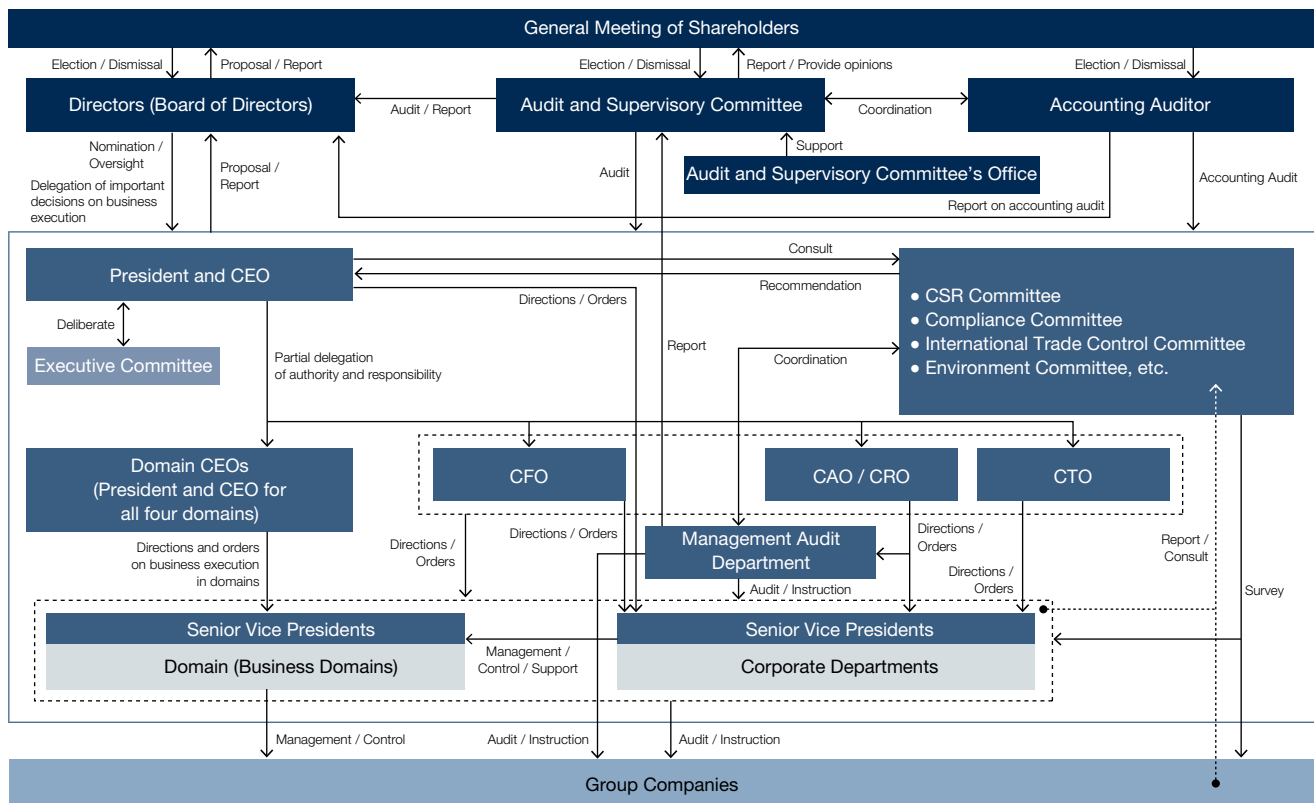 General Meeting of Shareholders
Election / Dismissal
Proposal / Report
Election / Dismissal
Report / Provide opinions
Election / Dismissal
Directors (Board of Directors)
Audit / Report
Audit and Supervisory Committee
Coordination
Accounting Auditor
Nomination /
Oversight
Delegation of important
decisions on business
execution
Proposal /
Report
Audit
Support
Audit and Supervisory Committee's Office
Report on accounting audit
Accounting Audit
President and CEO
Consult
Recommendation
Directions / Orders
Deliberate
Executive Committee
Partial delegation
of authority and responsibility
Report
Coordination
• CSR Committee
• Compliance Committee
• International Trade Control Committee
• Environment Committee, etc.
Domain CEOs
(President and CEO for
all four domains)
CFO
CAO / CRO
CTO
Directions and orders
on business execution
in domains
Directions /
Orders
Directions / Orders
Management Audit
Department
Directions /
Orders
Directions /
Orders
Report /
Consult
Audit / Instruction
Survey
Senior Vice Presidents
Domain (Business Domains)
Management /
Control / Support
Senior Vice Presidents
Corporate Departments
Management / Control
Audit / Instruction
Audit / Instruction
Group Companies